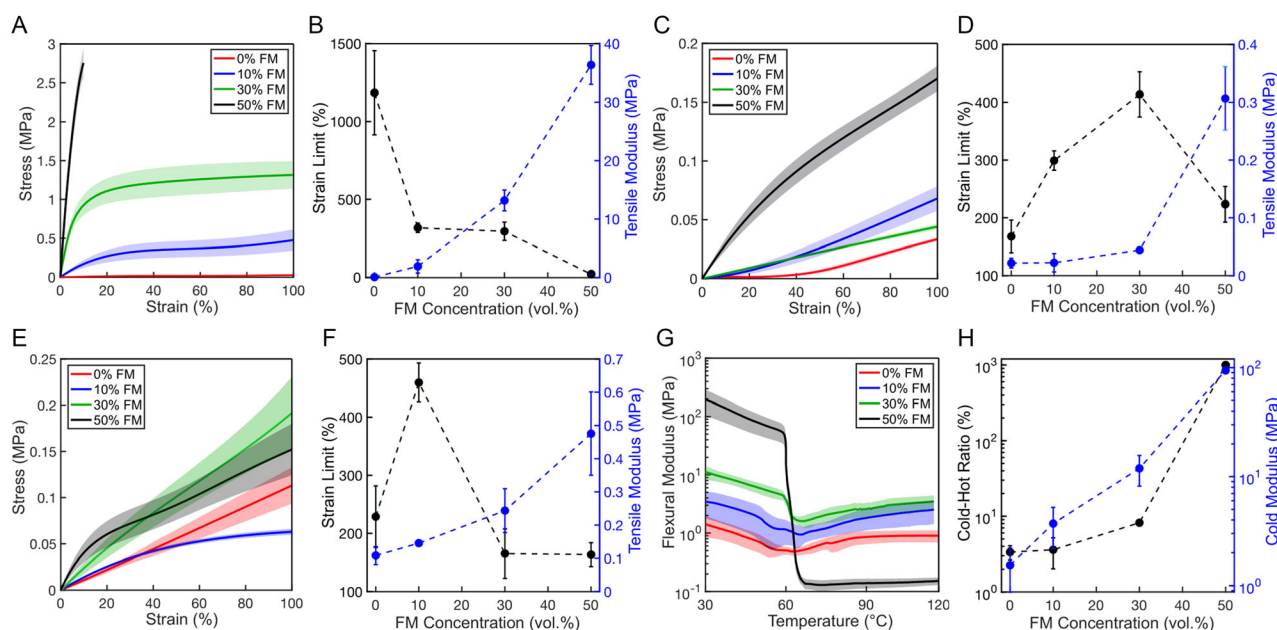 A
3
2.5
2
1.5
1
0.5
0
Stress (MPa)
0% FM
10% FM
30% FM
50% FM
0 20 40 60 80 100
Strain (%)
B
1500
1000
500
0
Strain Limit (%)
40
30
20
10
0
Tensile Modulus (MPa)
0 10 20 30 40 50
FM Concentration (vol.%)
C
0.2
0.15
0.1
0.05
0
Stress (MPa)
0% FM
10% FM
30% FM
50% FM
0 20 40 60 80 100
Strain (%)
D
500
400
300
200
100
Strain Limit (%)
0.4
0.3
0.2
0.1
0
Tensile Modulus (MPa)
0 10 20 30 40 50
FM Concentration (vol.%)
E
0.25
0.2
0.15
0.1
0.05
0
Stress (MPa)
0% FM
10% FM
30% FM
50% FM
0 20 40 60 80 100
Strain (%)
F
500
400
300
200
100
Strain Limit (%)
0.7
0.6
0.5
0.4
0.3
0.2
0.1
0
Tensile Modulus (MPa)
0 10 20 30 40 50
FM Concentration (vol.%)
G
10³
10²
10¹
10⁰
10⁻¹
Flexural Modulus (MPa)
0% FM
10% FM
30% FM
50% FM
30 60 90 120
Temperature (°C)
H
10³
10²
10¹
10⁰
Cold-Hot Ratio (%)
10²
10¹
10⁰
Cold Modulus (MPa)
0 10 20 30 40 50
FM Concentration (vol.%)